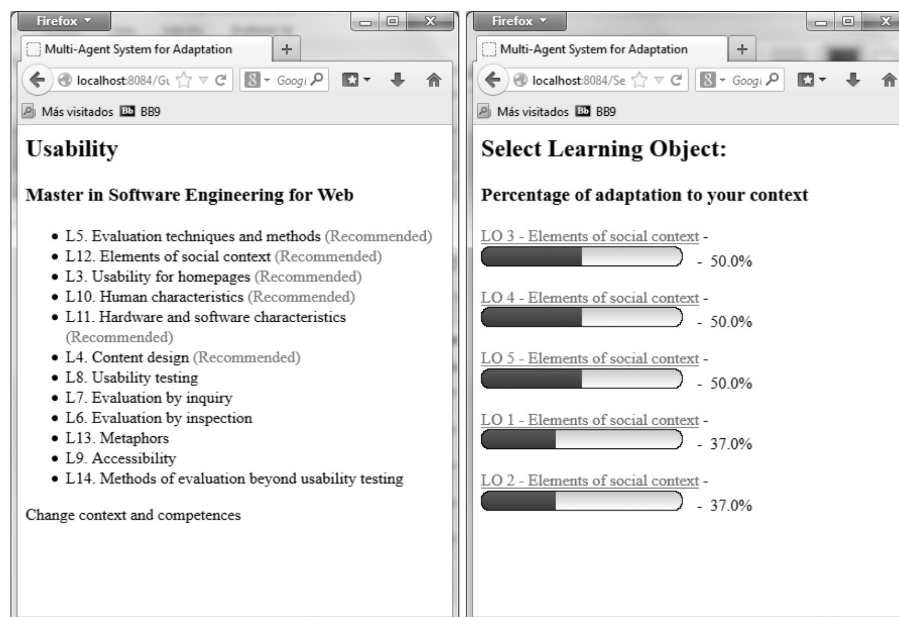 Firefox
Multi-Agent System for Adaptation
localhost:8084/Gu
Googl
Más visitados BB9
Usability
Master in Software Engineering for Web
L5. Evaluation techniques and methods (Recommended)
L12. Elements of social context (Recommended)
L3. Usability for homepages (Recommended)
L10. Human characteristics (Recommended)
L11. Hardware and software characteristics
(Recommended)
L4. Content design (Recommended)
L8. Usability testing
L7. Evaluation by inquiry
L6. Evaluation by inspection
L13. Metaphors
L9. Accessibility
L14. Methods of evaluation beyond usability testing
Change context and competences
Firefox
Multi-Agent System for Adaptation
localhost:8084/Se
Googl
Más visitados BB9
Select Learning Object:
Percentage of adaptation to your context
LO 3 - Elements of social context -
- 50.0%
LO 4 - Elements of social context -
- 50.0%
LO 5 - Elements of social context -
- 50.0%
LO 1 - Elements of social context -
- 37.0%
LO 2 - Elements of social context -
- 37.0%